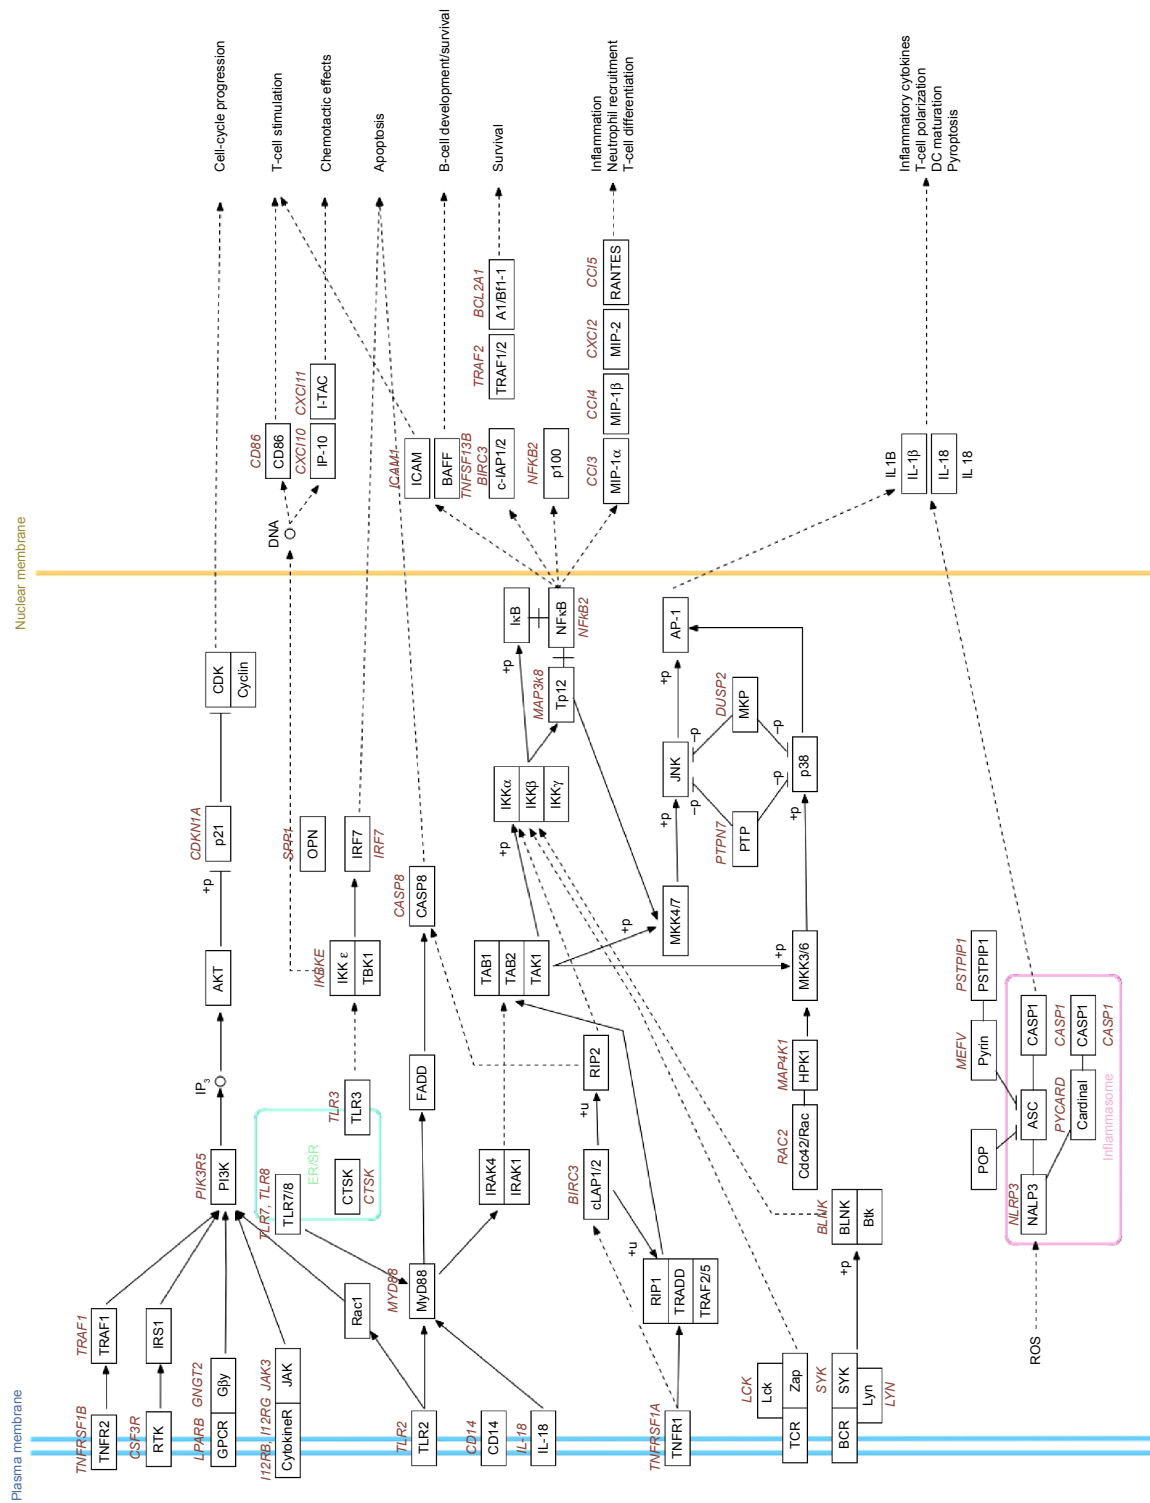 Plasma membrane
Nuclear membrane
TNFRSF1B
TNFR2
TRAF1
TRAF1
CSF3R
RTK
IRS1
LPARB
GNGT2
GPCR
Gβγ
I12RB, I12RG
JAK3
CytokineR
JAK
PIK3R5
PI3K
IP3
AKT
+p
CDKN1A
p21
CDK
Cyclin
Cell-cycle progression
TLR7, TLR8
TLR7/8
ER/SR
CTSK
CTSK
TLR3
TLR3
IKBKE
IKK ε
TBK1
SPP1
OPN
IRF7
IRF7
DNA
CD86
CD86
T-cell stimulation
CXCl10
IP-10
CXCl11
I-TAC
Chemotactic effects
Rac1
TLR2
TLR2
MYD88
MyD88
FADD
CASP8
CASP8
Apoptosis
CD14
CD14
IL-18
IL-18
IRAK4
IRAK1
TAB1
TAB2
TAK1
+p
IKKα
IKKβ
IKKγ
+p
IκB
MAP3k8
Tp12
NFκB
NFkB2
ICAM1
ICAM
BAFF
TNFSF13B
B-cell development/survival
BIRC3
c-IAP1/2
TRAF2
TRAF1/2
BCL2A1
A1/Bf1-1
Survival
NFKB2
p100
CCl3
MIP-1α
CCl4
MIP-1β
CXCl2
MIP-2
CCl5
RANTES
Inflammation
Neutrophil recruitment
T-cell differentiation
BIRC3
cLAP1/2
+u
RIP2
+u
RIP1
TRADD
TRAF2/5
TNFRSF1A
TNFR1
+p
MKK4/7
+p
–p
JNK
+p
AP-1
PTPN7
PTP
DUSP2
MKP
–p
–p
–p
p38
+p
+p
MKK3/6
MAP4K1
HPK1
RAC2
Cdc42/Rac
LCK
Lck
TCR
Zap
SYK
BCR
SYK
Lyn
LYN
+p
BLNK
BLNK
Btk
IL1B
IL-1β
IL-18
IL 18
Inflammatory cytokines
T-cell polarization
DC maturation
Pyroptosis
PSTPIP1
PSTPIP1
MEFV
Pyrin
POP
NLRP3
NALP3
ASC
CASP1
PYCARD
CASP1
Cardinal
CASP1
CASP1
Inflammasome
ROS